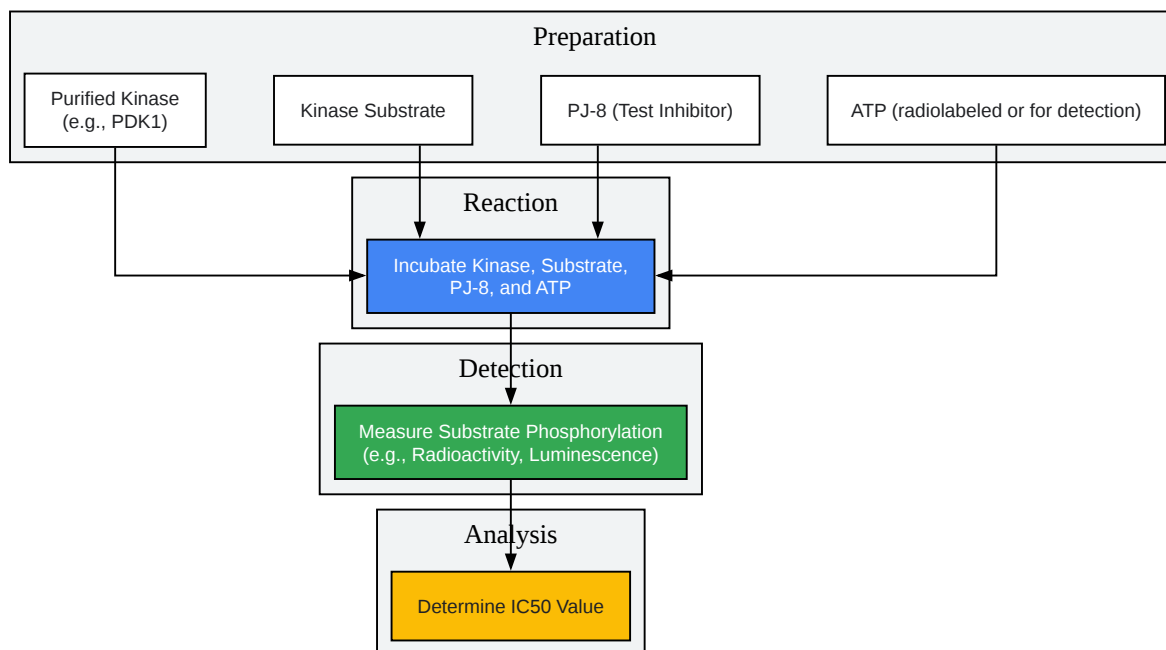 Preparation
Purified Kinase
(e.g., PDK1)
Kinase Substrate
PJ-8 (Test Inhibitor)
ATP (radiolabeled or for detection)
Reaction
Incubate Kinase, Substrate,
PJ-8, and ATP
Detection
Measure Substrate Phosphorylation
(e.g., Radioactivity, Luminescence)
Analysis
Determine IC50 Value